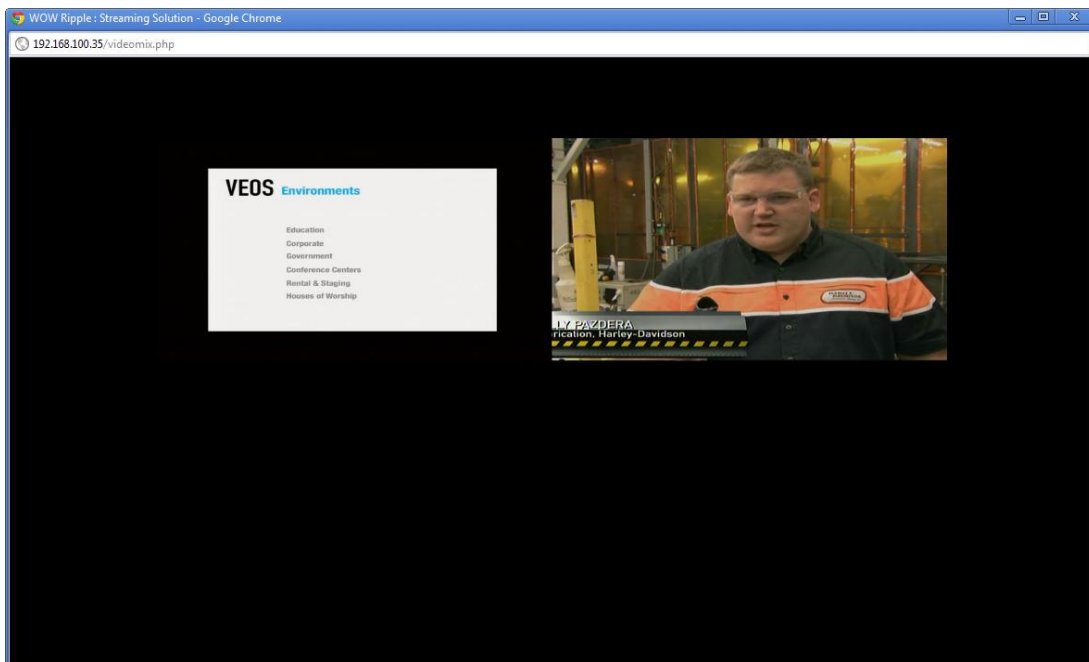 WOW Ripple : Streaming Solution - Google Chrome
192.168.100.35/videomix.php
VEOS Environments
Education
Corporate
Government
Conference Centers
Rental & Staging
Houses of Worship
LLY PAZDERA
rication, Harley-Davidson